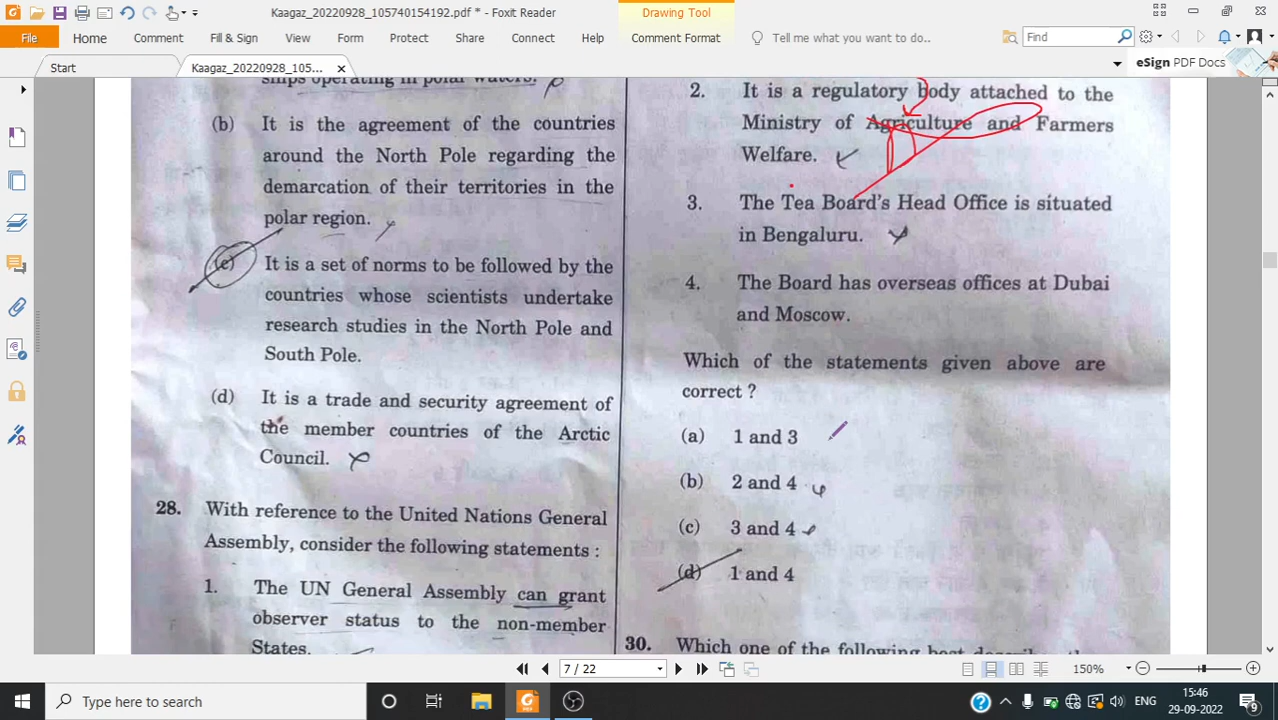 Kaagaz_20220928_105740154192.pdf * - Foxit Reader
Drawing Tool
File
Home
Comment
Fill & Sign
View
Form
Protect
Share
Connect
Help
Comment Format
Tell me what you want to do..
Find
Start
Kaagaz_20220928_105...
eSign PDF Docs
ships operating in polar waters.
(b) It is the agreement of the countries
around the North Pole regarding the
demarcation of their territories in the
polar region.
(c) It is a set of norms to be followed by the
countries whose scientists undertake
research studies in the North Pole and
South Pole.
(d) It is a trade and security agreement of
the member countries of the Arctic
Council.
28. With reference to the United Nations General
Assembly, consider the following statements :
1. The UN General Assembly can grant
observer status to the non-member
States.
2. It is a regulatory body attached to the
Ministry of Agriculture and Farmers
Welfare.
3. The Tea Board's Head Office is situated
in Bengaluru.
4. The Board has overseas offices at Dubai
and Moscow.
Which of the statements given above are
correct ?
(a) 1 and 3
(b) 2 and 4
(c) 3 and 4
(d) 1 and 4
30. Which one of the following best
7 / 22
150%
Type here to search
ENG
15:46
29-09-2022
9